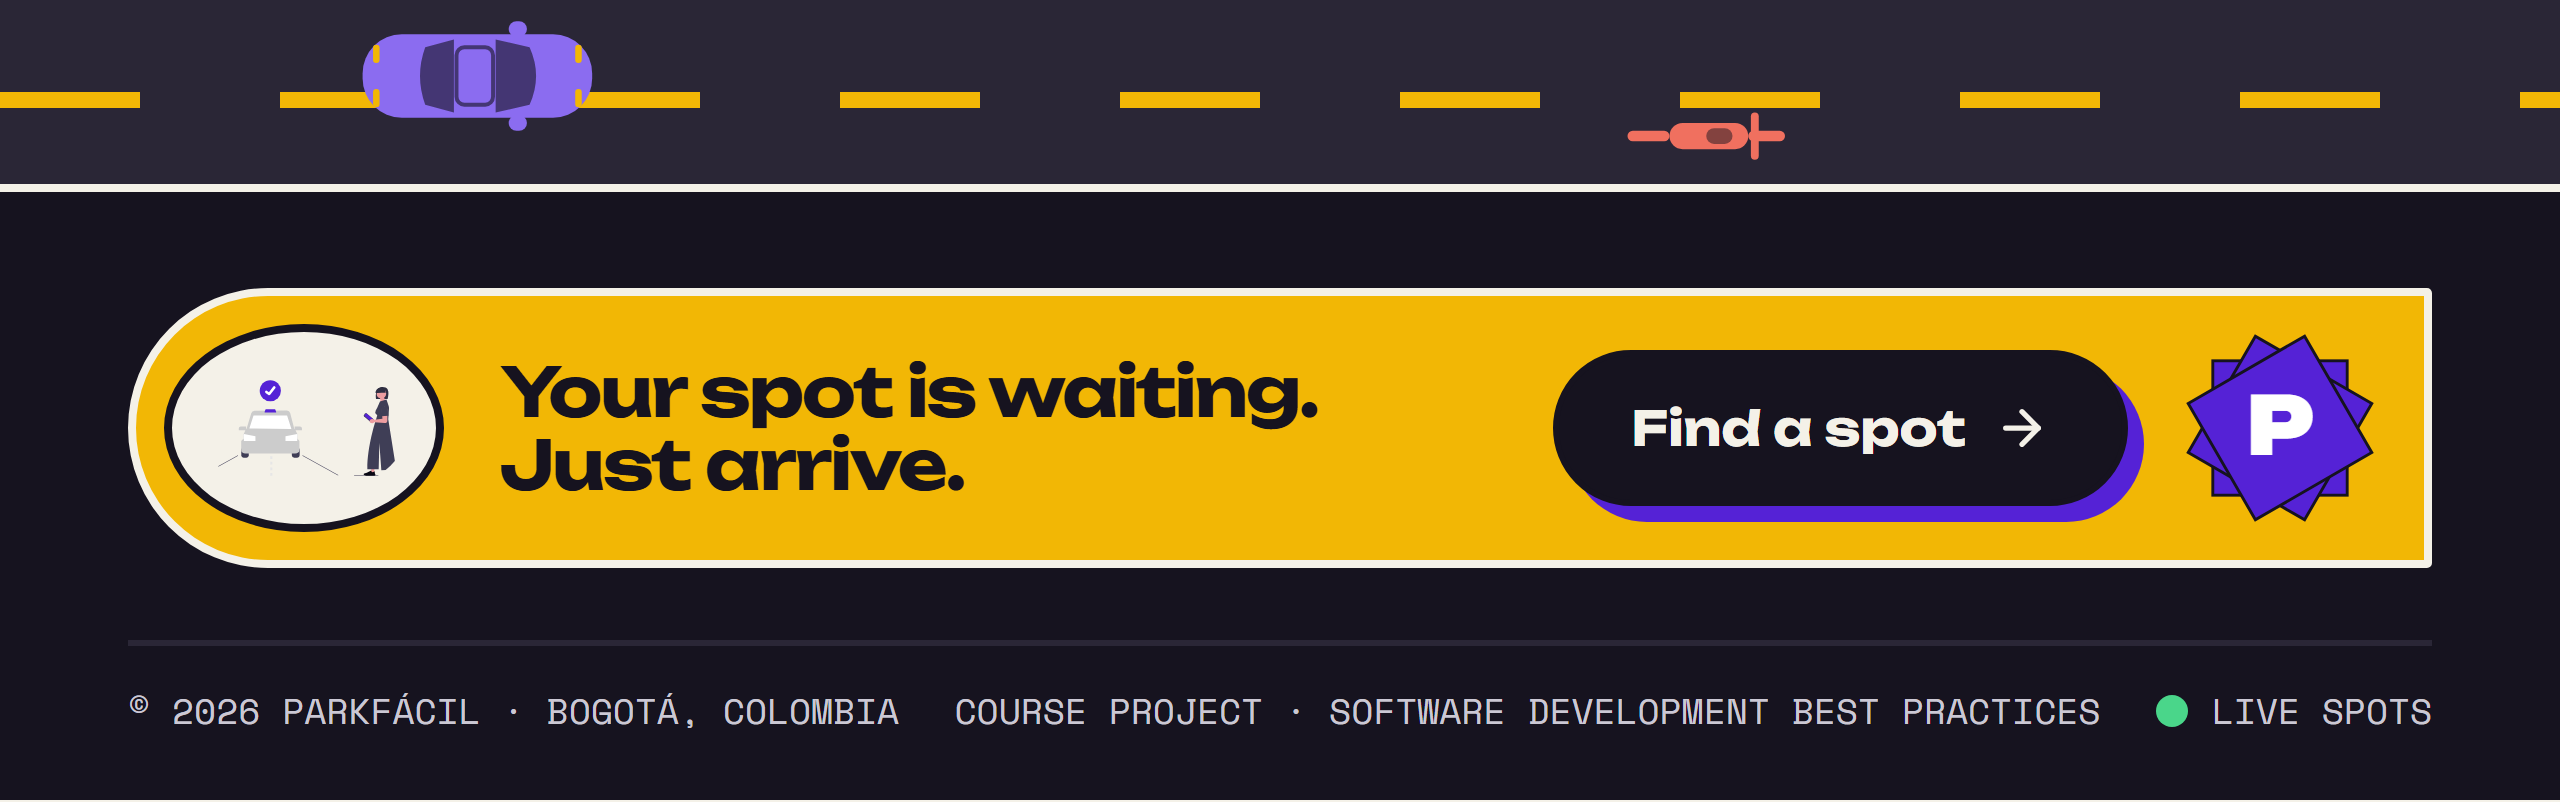 Your spot is waiting.
Just arrive.
Find a spot →
P
© 2026 PARKFÁCIL · BOGOTÁ, COLOMBIA
COURSE PROJECT · SOFTWARE DEVELOPMENT BEST PRACTICES
LIVE SPOTS